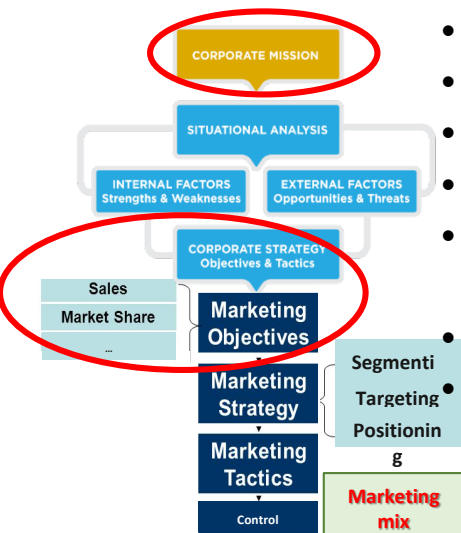 CORPORATE MISSION
SITUATIONAL ANALYSIS
INTERNAL FACTORS
Strengths & Weaknesses
EXTERNAL FACTORS
Opportunities & Threats
CORPORATE STRATEGY
Objectives & Tactics
Sales
Market Share
...
Marketing
Objectives
Marketing
Strategy
Segmenti
Targeting
Positionin
g
Marketing
Tactics
Marketing
mix
Control